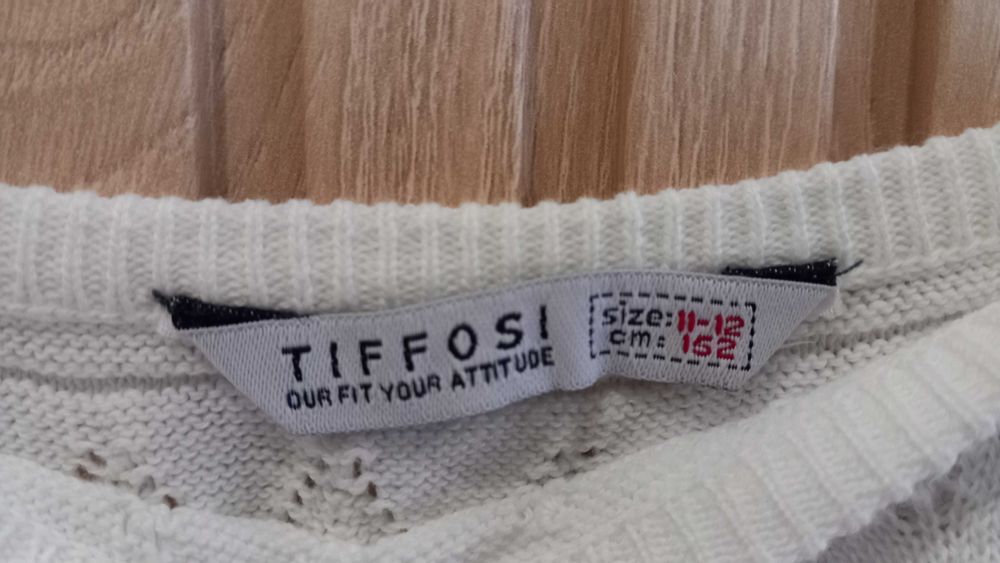 TIFFOSI
OUR FIT YOUR ATTITUDE
size: 11-12
cm: 152